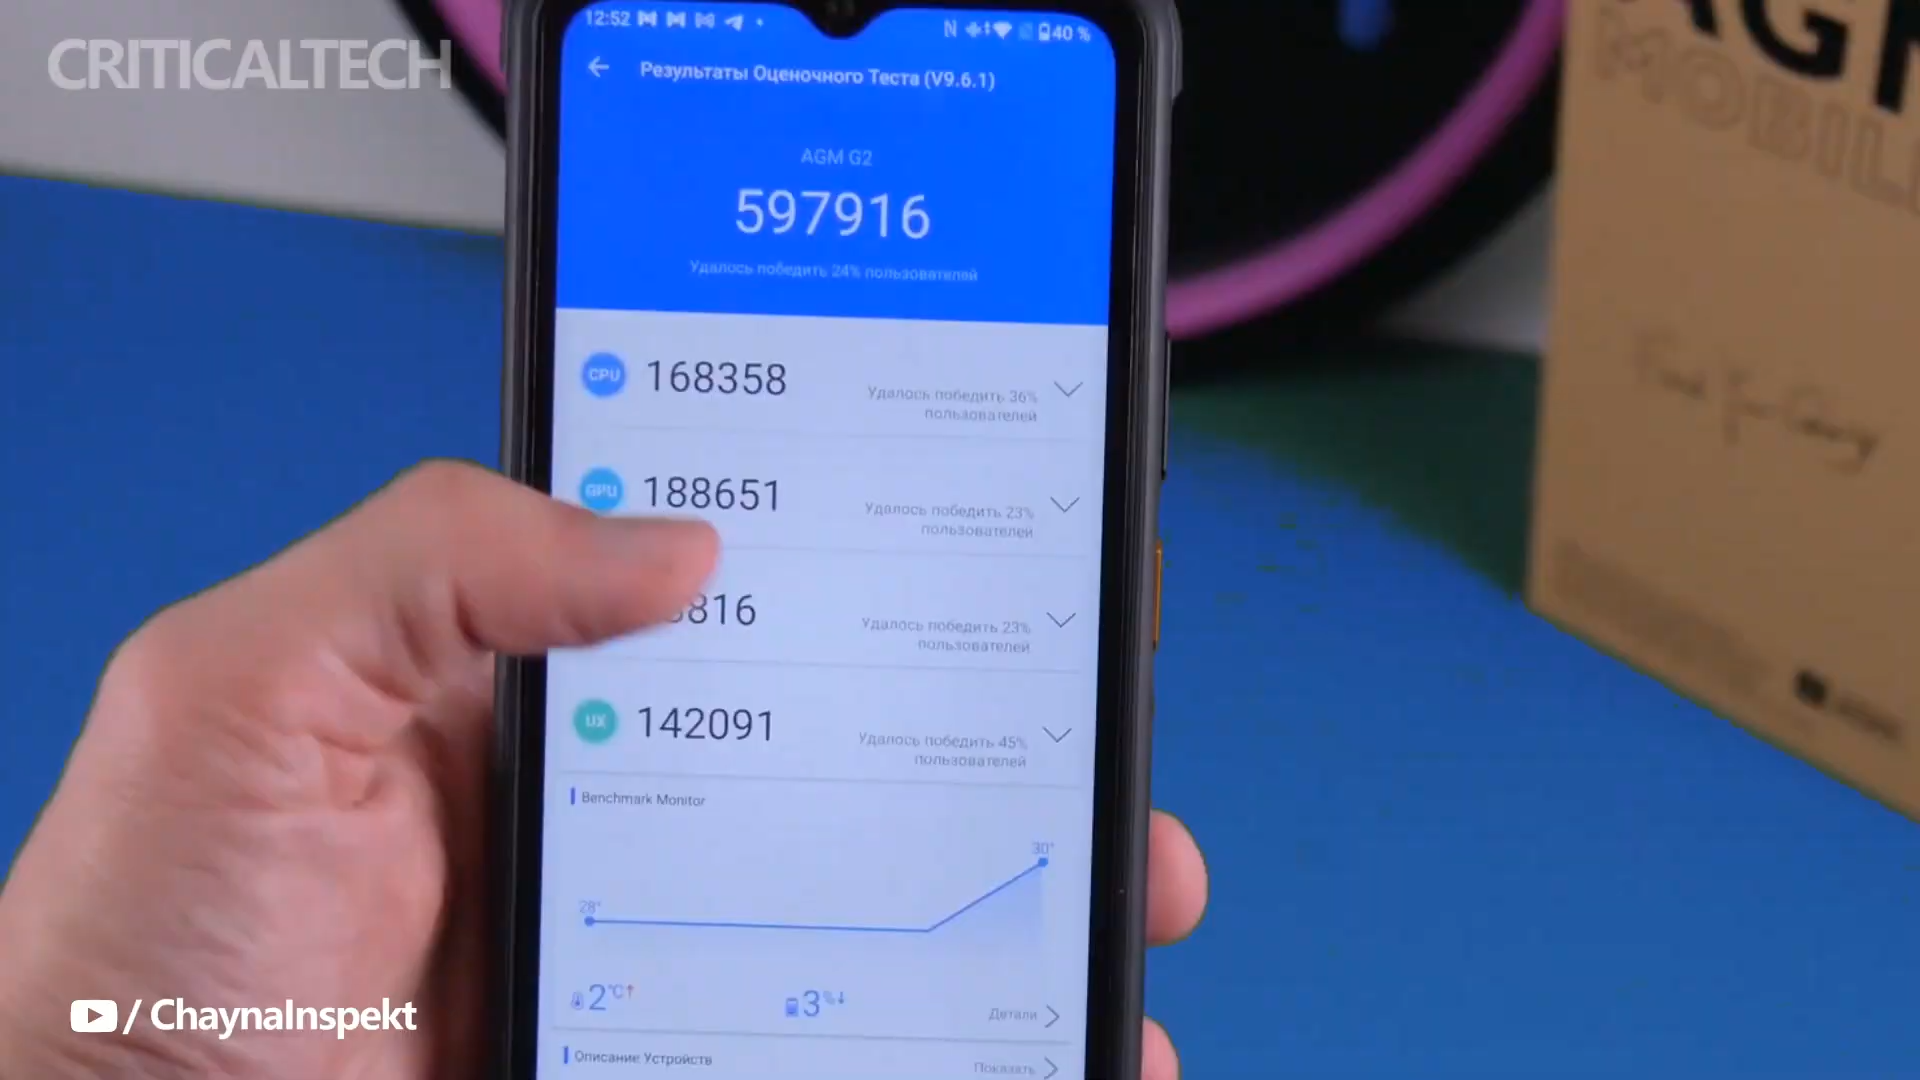 CRITICALTECH
12:52
40 %
Результаты Оценочного Теста (V9.6.1)
AGM G2
597916
Удалось победить 24% пользователей
CPU 168358
Удалось победить 36%
пользователей
GPU 188651
Удалось победить 23%
пользователей
816
Удалось победить 23%
пользователей
UX 142091
Удалось победить 45%
пользователей
Benchmark Monitor
30°
28°
2°C↑
3%↓
Детали
Описание Устройств
Показать
AGM
MOBIL
/ ChaynaInspekt